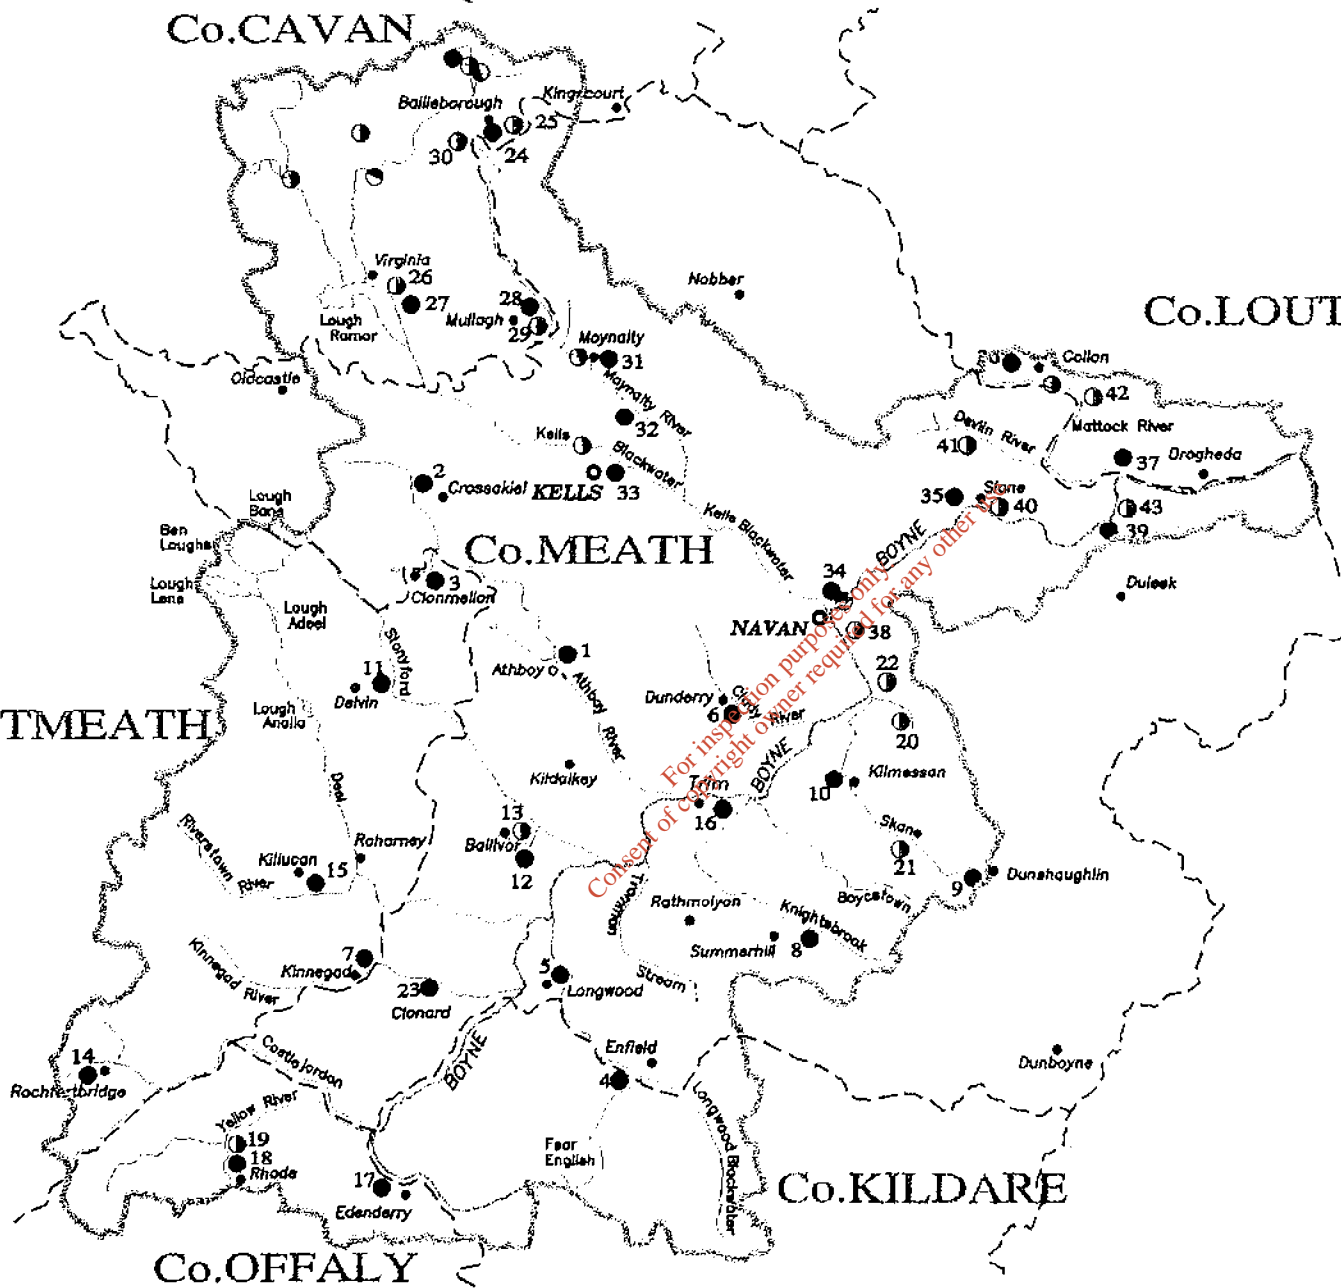 Co.CAVAN
Bailieborough
Kingscourt
25
30
24
Virginia
26
27
28
Mullagh
29
Lough
Ramor
Nobber
Co.LOUT
Moynalty
31
Moynalty River
Collon
42
Oldcastle
32
Kells
Blackwater
Devlin River
Mattock River
41
37
Drogheda
2
Crossakiel
KELLS
33
35
Slane
40
43
39
Lough
Bane
Ben
Loughs
Kells Blackwater
BOYNE
Co.MEATH
Lough
Lene
3
Clonmellon
34
Duleek
Lough
Adeel
NAVAN
38
Stonyford
1
Athboy
Athboy River
11
Delvin
22
Dunderry
6
River
20
Lough
Analla
TMEATH
BOYNE
Kildalkey
Kilmessan
10
Trim
16
Deel
13
Ballivor
12
Skane
21
Riverstown
River
Killucan
15
Raharney
9
Dunshaughlin
Boycetown
Tromman
Stream
Rathmolyon
Knightsbrook
Summerhill
8
Kinnegad River
7
Kinnegad
23
Clonard
5
Longwood
14
Rochfortbridge
Castlejordan
BOYNE
Enfield
4
Dunboyne
Longwood Blackwater
Yellow River
19
18
Rhode
Fear
English
17
Edenderry
Co.KILDARE
Co.OFFALY
For inspection purposes only.
Consent of copyright owner required for any other use.